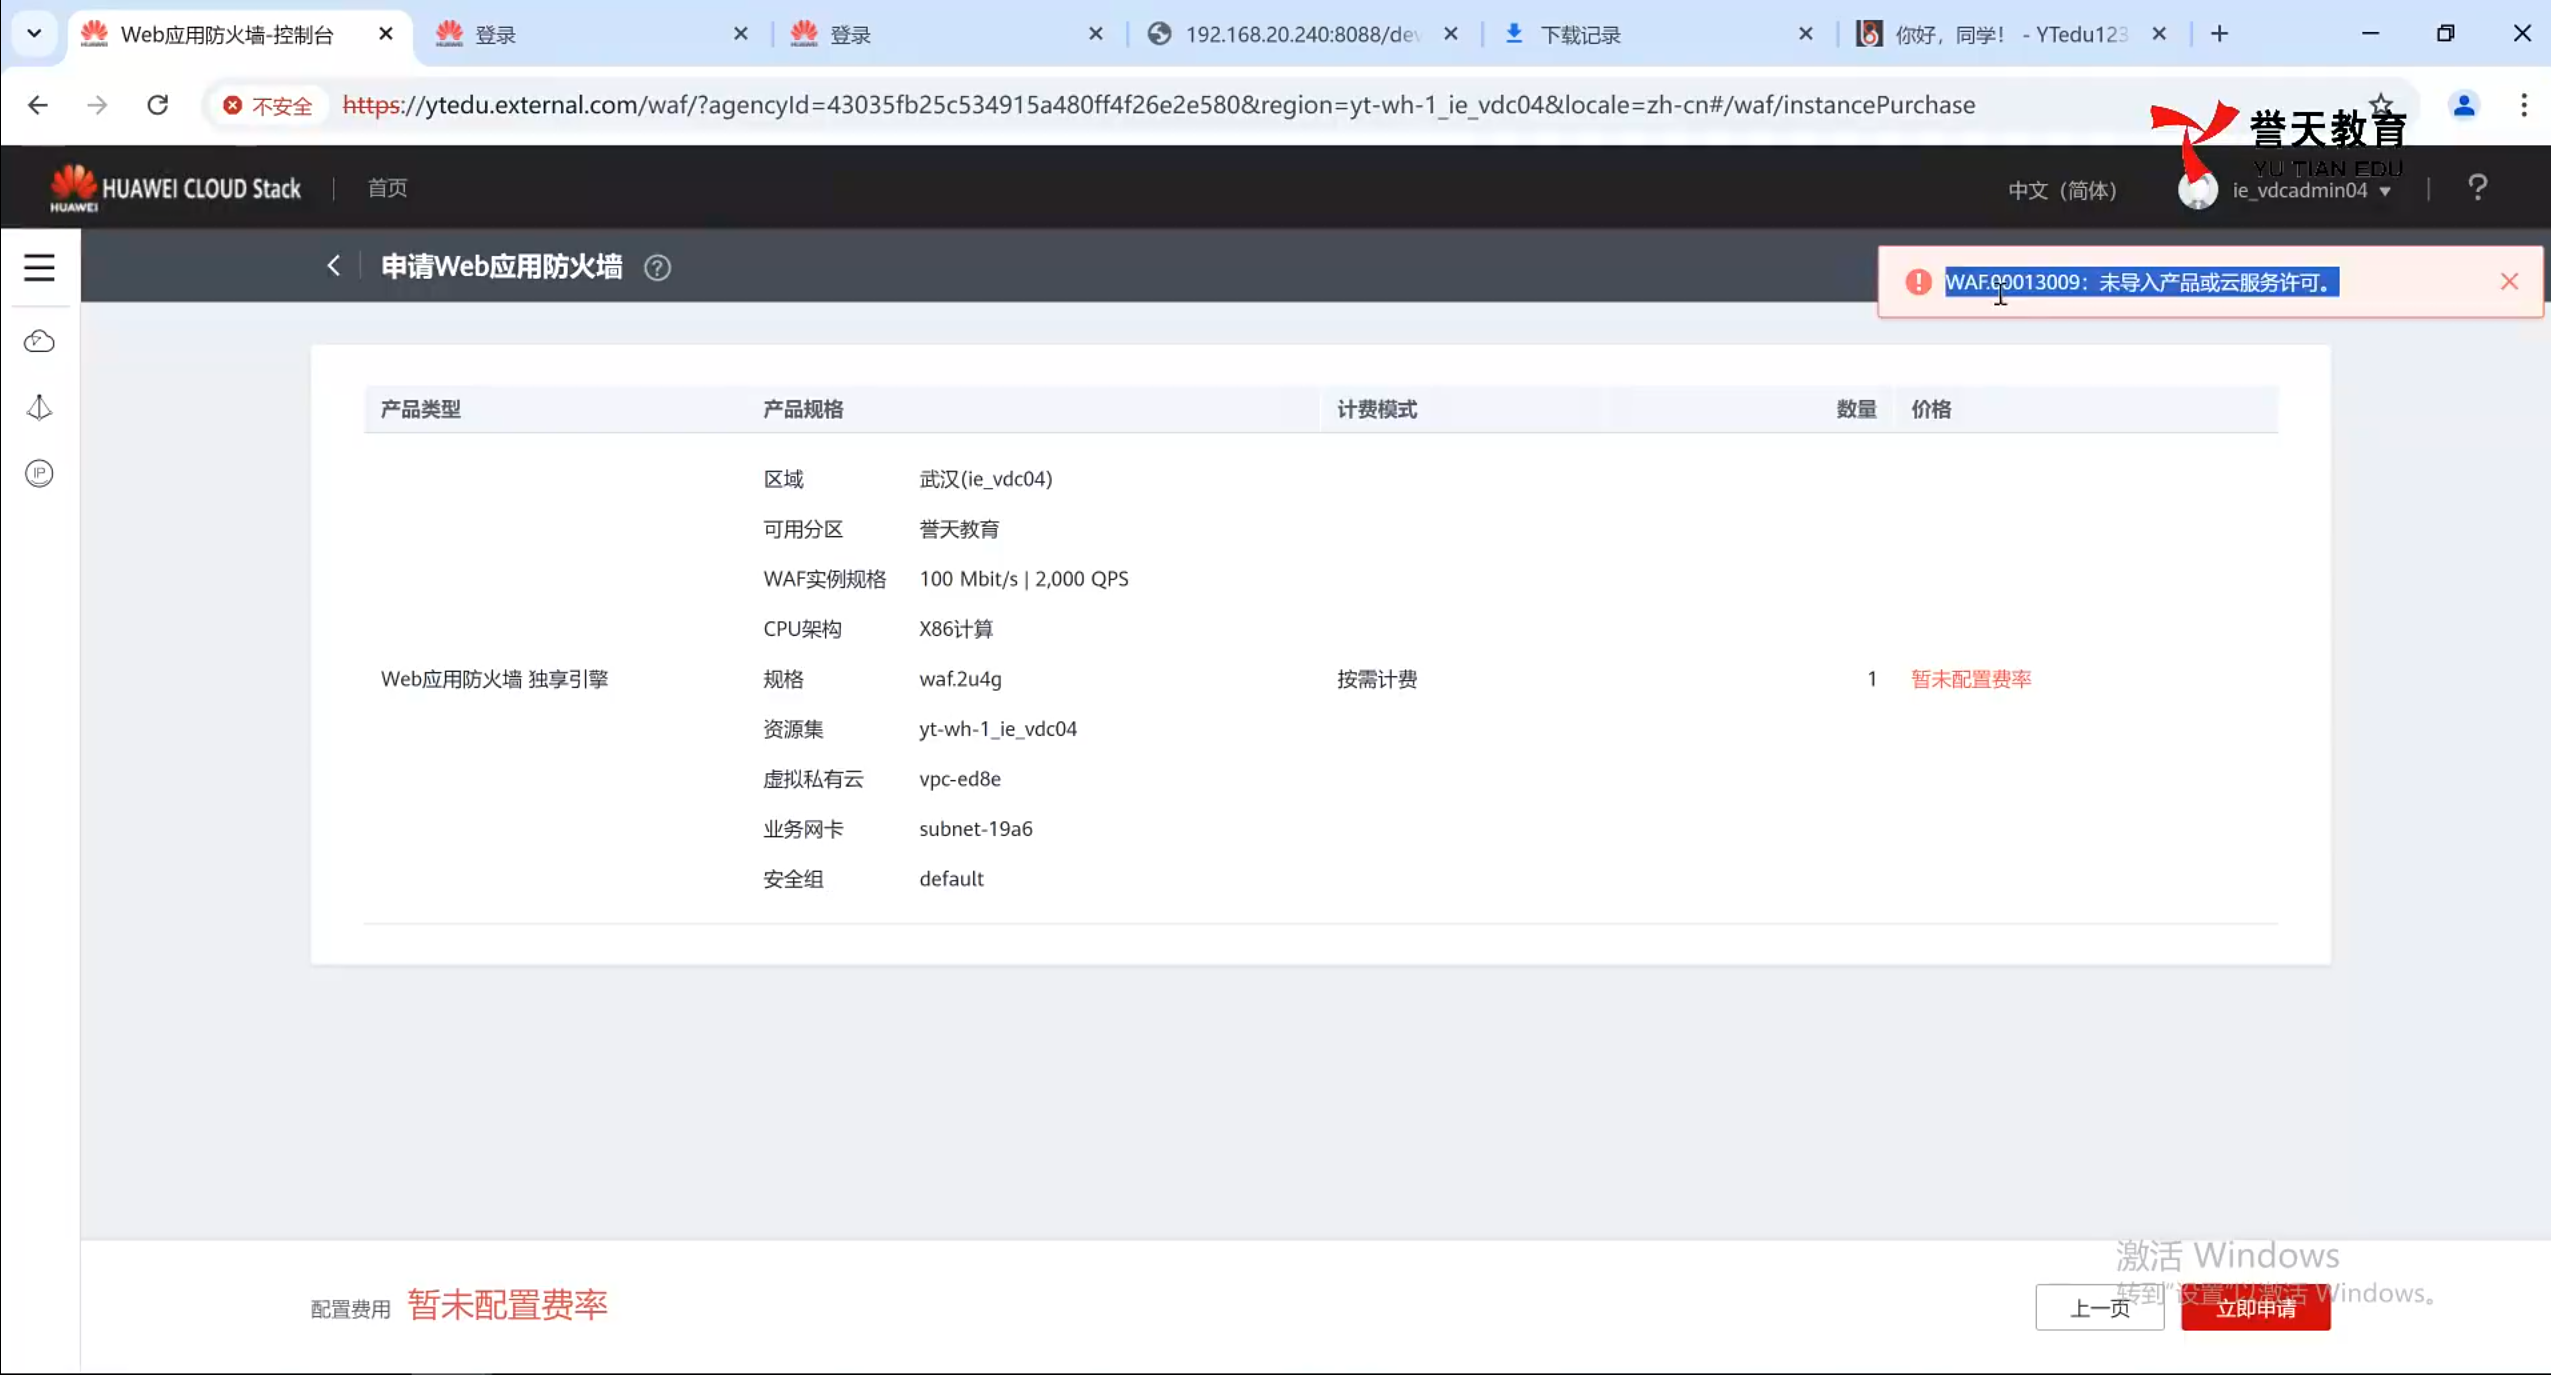 Web应用防火墙-控制台
登录
登录
192.168.20.240:8088/dev
下载记录
你好，同学！ - YTedu123
不安全
https://ytedu.external.com/waf/?agencyId=43035fb25c534915a480ff4f26e2e580&region=yt-wh-1_ie_vdc04&locale=zh-cn#/waf/instancePurchase
誉天教育
YU TIAN EDU
HUAWEI
HUAWEI CLOUD Stack
首页
中文（简体）
ie_vdcadmin04
申请Web应用防火墙
WAF.00013009：未导入产品或云服务许可。
产品类型 产品规格 计费模式 数量 价格
区域 武汉(ie_vdc04)
可用分区 誉天教育
WAF实例规格 100 Mbit/s | 2,000 QPS
CPU架构 X86计算
Web应用防火墙 独享引擎 规格 waf.2u4g 按需计费 1 暂未配置费率
资源集 yt-wh-1_ie_vdc04
虚拟私有云 vpc-ed8e
业务网卡 subnet-19a6
安全组 default
IP
配置费用 暂未配置费率
上一页
立即申请
激活 Windows
转到"设置"以激活 Windows。